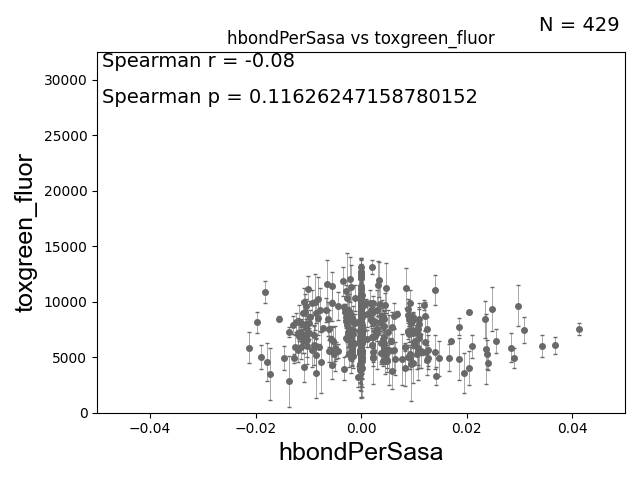 N = 429
hbondPerSasa vs toxgreen_fluor
Spearman r = -0.08
Spearman p = 0.11626247158780152
toxgreen_fluor
30000
25000
20000
15000
10000
5000
0
−0.04 −0.02 0.00 0.02 0.04
hbondPerSasa